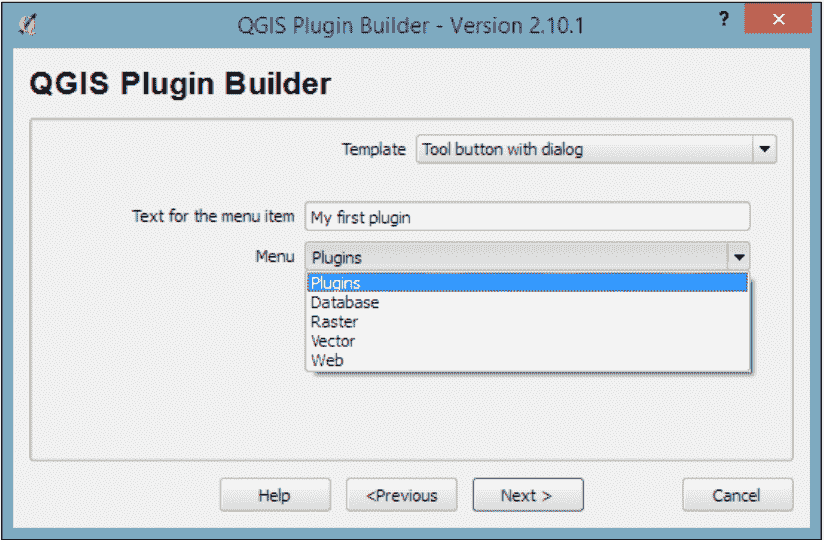 QGIS Plugin Builder - Version 2.10.1
?
QGIS Plugin Builder
Template Tool button with dialog
Text for the menu item My first plugin
Menu Plugins
Plugins
Database
Raster
Vector
Web
Help <Previous Next > Cancel